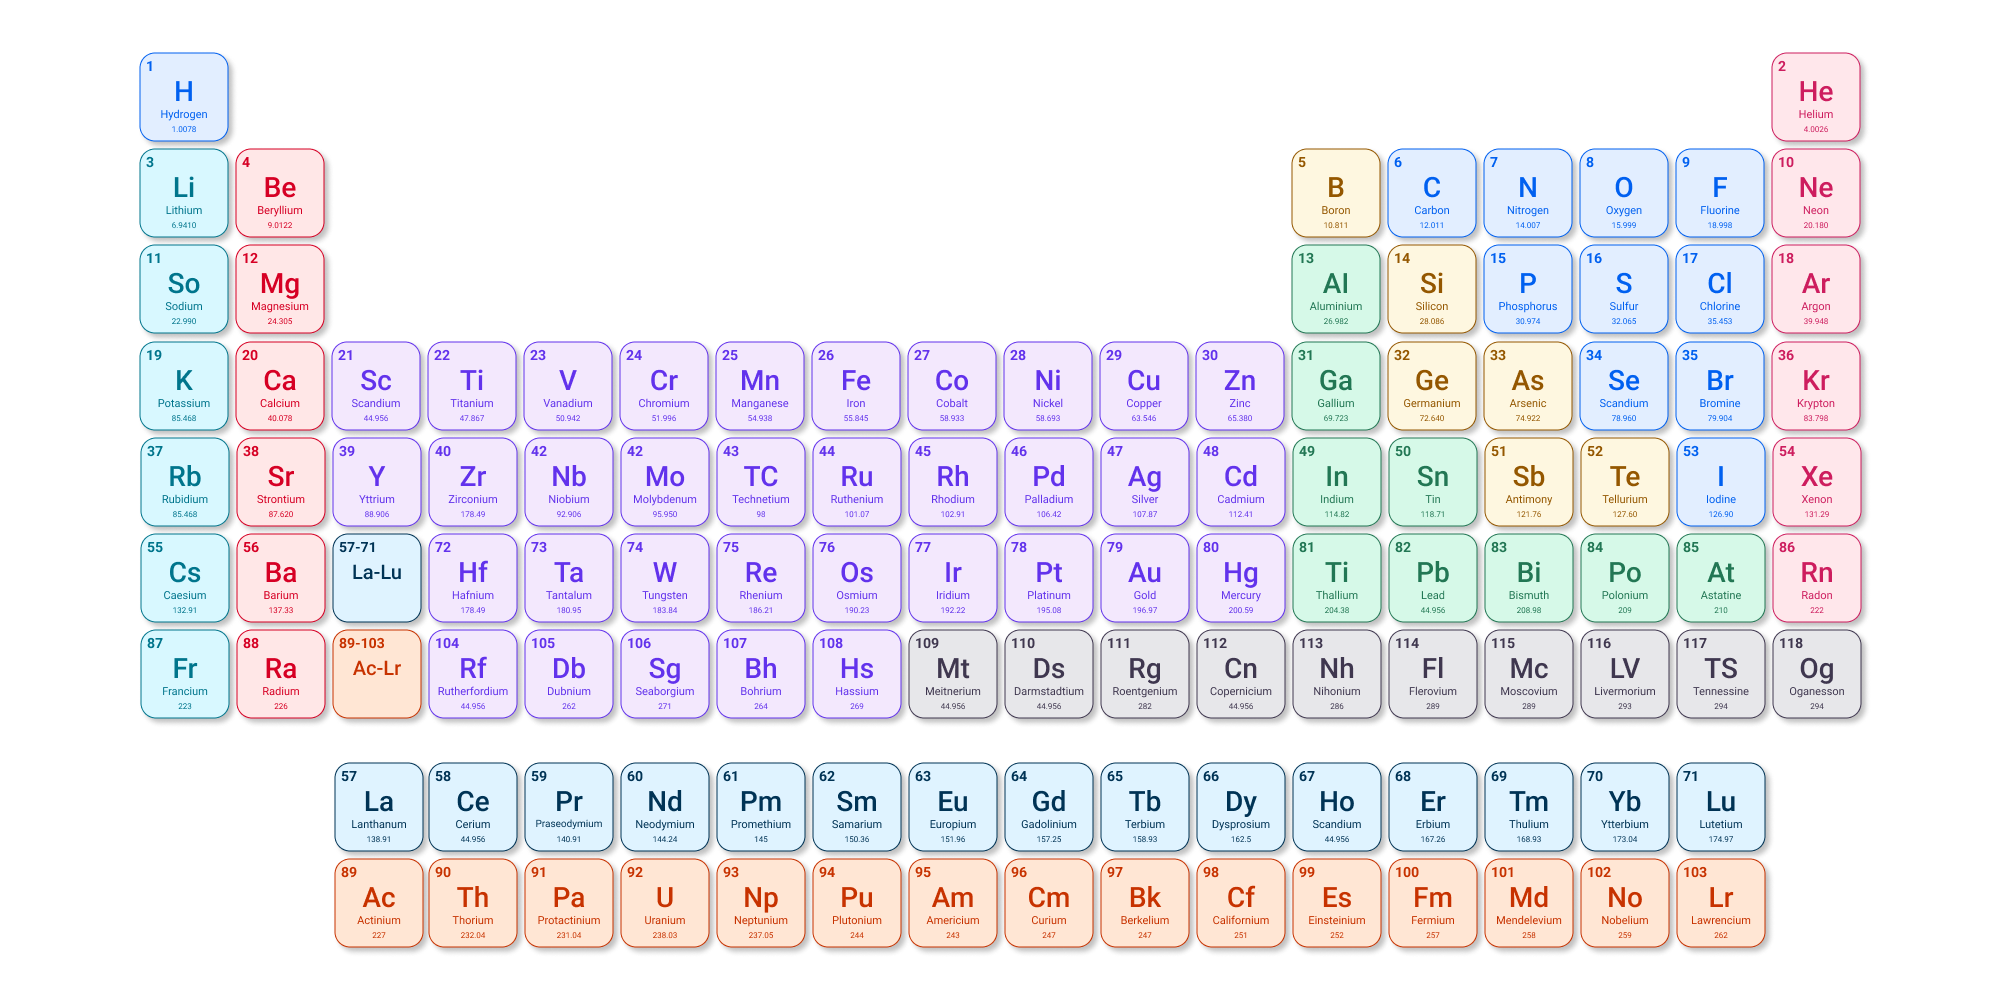 1
H
Hydrogen
1.0078
2
He
Helium
4.0026
3
Li
Lithium
6.9410
4
Be
Beryllium
9.0122
5
B
Boron
10.811
6
C
Carbon
12.011
7
N
Nitrogen
14.007
8
O
Oxygen
15.999
9
F
Fluorine
18.998
10
Ne
Neon
20.180
11
So
Sodium
22.990
12
Mg
Magnesium
24.305
13
Al
Aluminium
26.982
14
Si
Silicon
28.086
15
P
Phosphorus
30.974
16
S
Sulfur
32.065
17
Cl
Chlorine
35.453
18
Ar
Argon
39.948
19
K
Potassium
85.468
20
Ca
Calcium
40.078
21
Sc
Scandium
44.956
22
Ti
Titanium
47.867
23
V
Vanadium
50.942
24
Cr
Chromium
51.996
25
Mn
Manganese
54.938
26
Fe
Iron
55.845
27
Co
Cobalt
58.933
28
Ni
Nickel
58.693
29
Cu
Copper
63.546
30
Zn
Zinc
65.380
31
Ga
Gallium
69.723
32
Ge
Germanium
72.640
33
As
Arsenic
74.922
34
Se
Scandium
78.960
35
Br
Bromine
79.904
36
Kr
Krypton
83.798
37
Rb
Rubidium
85.468
38
Sr
Strontium
87.620
39
Y
Yttrium
88.906
40
Zr
Zirconium
178.49
42
Nb
Niobium
92.906
42
Mo
Molybdenum
95.950
43
TC
Technetium
98
44
Ru
Ruthenium
101.07
45
Rh
Rhodium
102.91
46
Pd
Palladium
106.42
47
Ag
Silver
107.87
48
Cd
Cadmium
112.41
49
In
Indium
114.82
50
Sn
Tin
118.71
51
Sb
Antimony
121.76
52
Te
Tellurium
127.60
53
I
Iodine
126.90
54
Xe
Xenon
131.29
55
Cs
Caesium
132.91
56
Ba
Barium
137.33
57-71
La-Lu
72
Hf
Hafnium
178.49
73
Ta
Tantalum
180.95
74
W
Tungsten
183.84
75
Re
Rhenium
186.21
76
Os
Osmium
190.23
77
Ir
Iridium
192.22
78
Pt
Platinum
195.08
79
Au
Gold
196.97
80
Hg
Mercury
200.59
81
Ti
Thallium
204.38
82
Pb
Lead
44.956
83
Bi
Bismuth
208.98
84
Po
Polonium
209
85
At
Astatine
210
86
Rn
Radon
222
87
Fr
Francium
223
88
Ra
Radium
226
89-103
Ac-Lr
104
Rf
Rutherfordium
44.956
105
Db
Dubnium
262
106
Sg
Seaborgium
271
107
Bh
Bohrium
264
108
Hs
Hassium
269
109
Mt
Meitnerium
44.956
110
Ds
Darmstadtium
44.956
111
Rg
Roentgenium
282
112
Cn
Copernicium
44.956
113
Nh
Nihonium
286
114
Fl
Flerovium
289
115
Mc
Moscovium
289
116
LV
Livermorium
293
117
TS
Tennessine
294
118
Og
Oganesson
294
57
La
Lanthanum
138.91
58
Ce
Cerium
44.956
59
Pr
Praseodymium
140.91
60
Nd
Neodymium
144.24
61
Pm
Promethium
145
62
Sm
Samarium
150.36
63
Eu
Europium
151.96
64
Gd
Gadolinium
157.25
65
Tb
Terbium
158.93
66
Dy
Dysprosium
162.5
67
Ho
Scandium
44.956
68
Er
Erbium
167.26
69
Tm
Thulium
168.93
70
Yb
Ytterbium
173.04
71
Lu
Lutetium
174.97
89
Ac
Actinium
227
90
Th
Thorium
232.04
91
Pa
Protactinium
231.04
92
U
Uranium
238.03
93
Np
Neptunium
237.05
94
Pu
Plutonium
244
95
Am
Americium
243
96
Cm
Curium
247
97
Bk
Berkelium
247
98
Cf
Californium
251
99
Es
Einsteinium
252
100
Fm
Fermium
257
101
Md
Mendelevium
258
102
No
Nobelium
259
103
Lr
Lawrencium
262